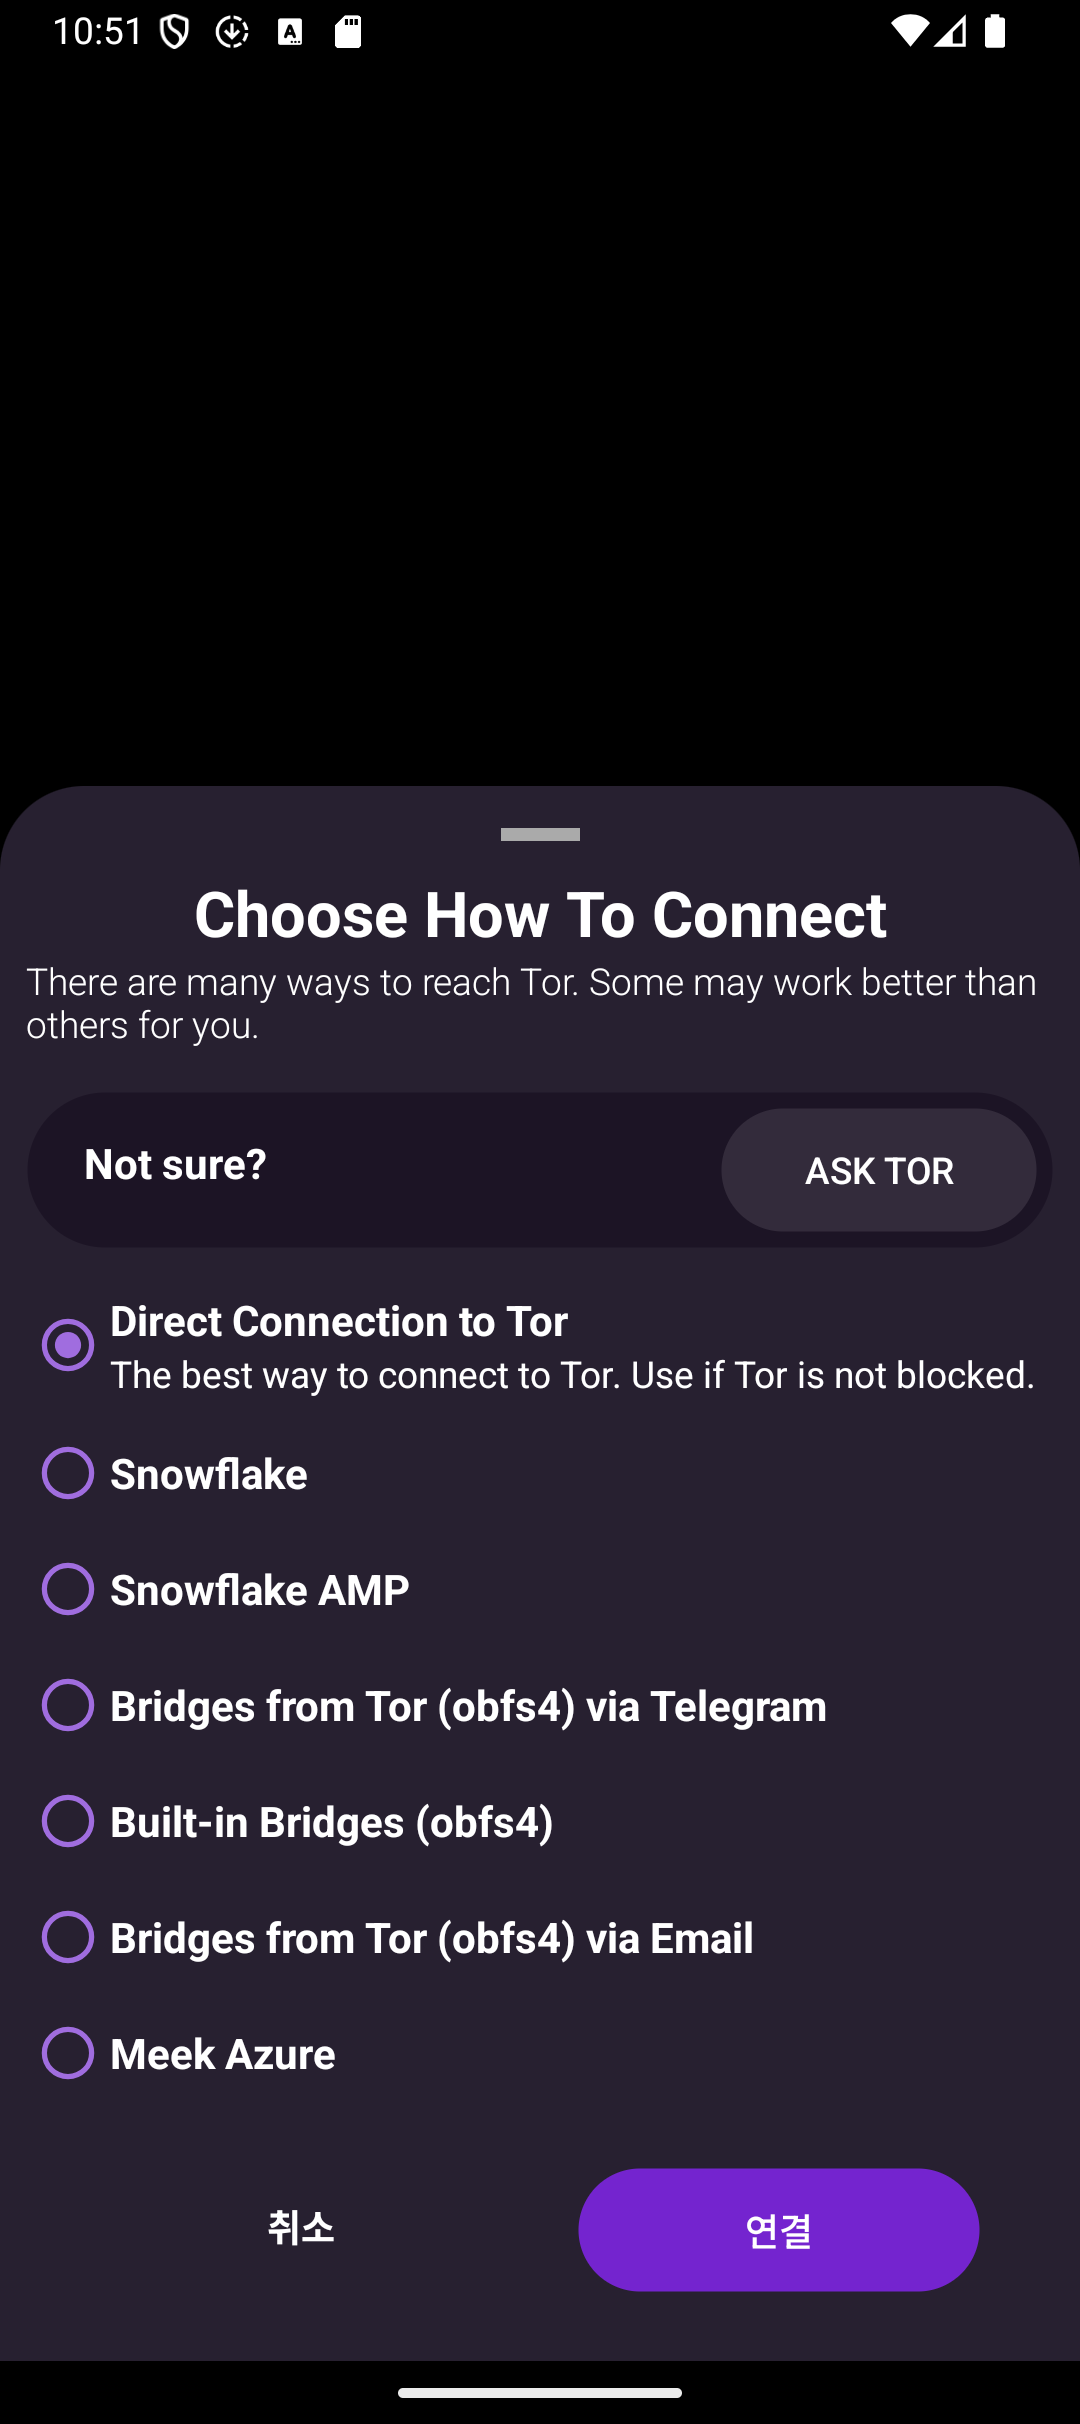 10:51
Choose How To Connect
There are many ways to reach Tor. Some may work better than
others for you.
Not sure?
ASK TOR
Direct Connection to Tor
The best way to connect to Tor. Use if Tor is not blocked.
Snowflake
Snowflake AMP
Bridges from Tor (obfs4) via Telegram
Built-in Bridges (obfs4)
Bridges from Tor (obfs4) via Email
Meek Azure
취소
연결